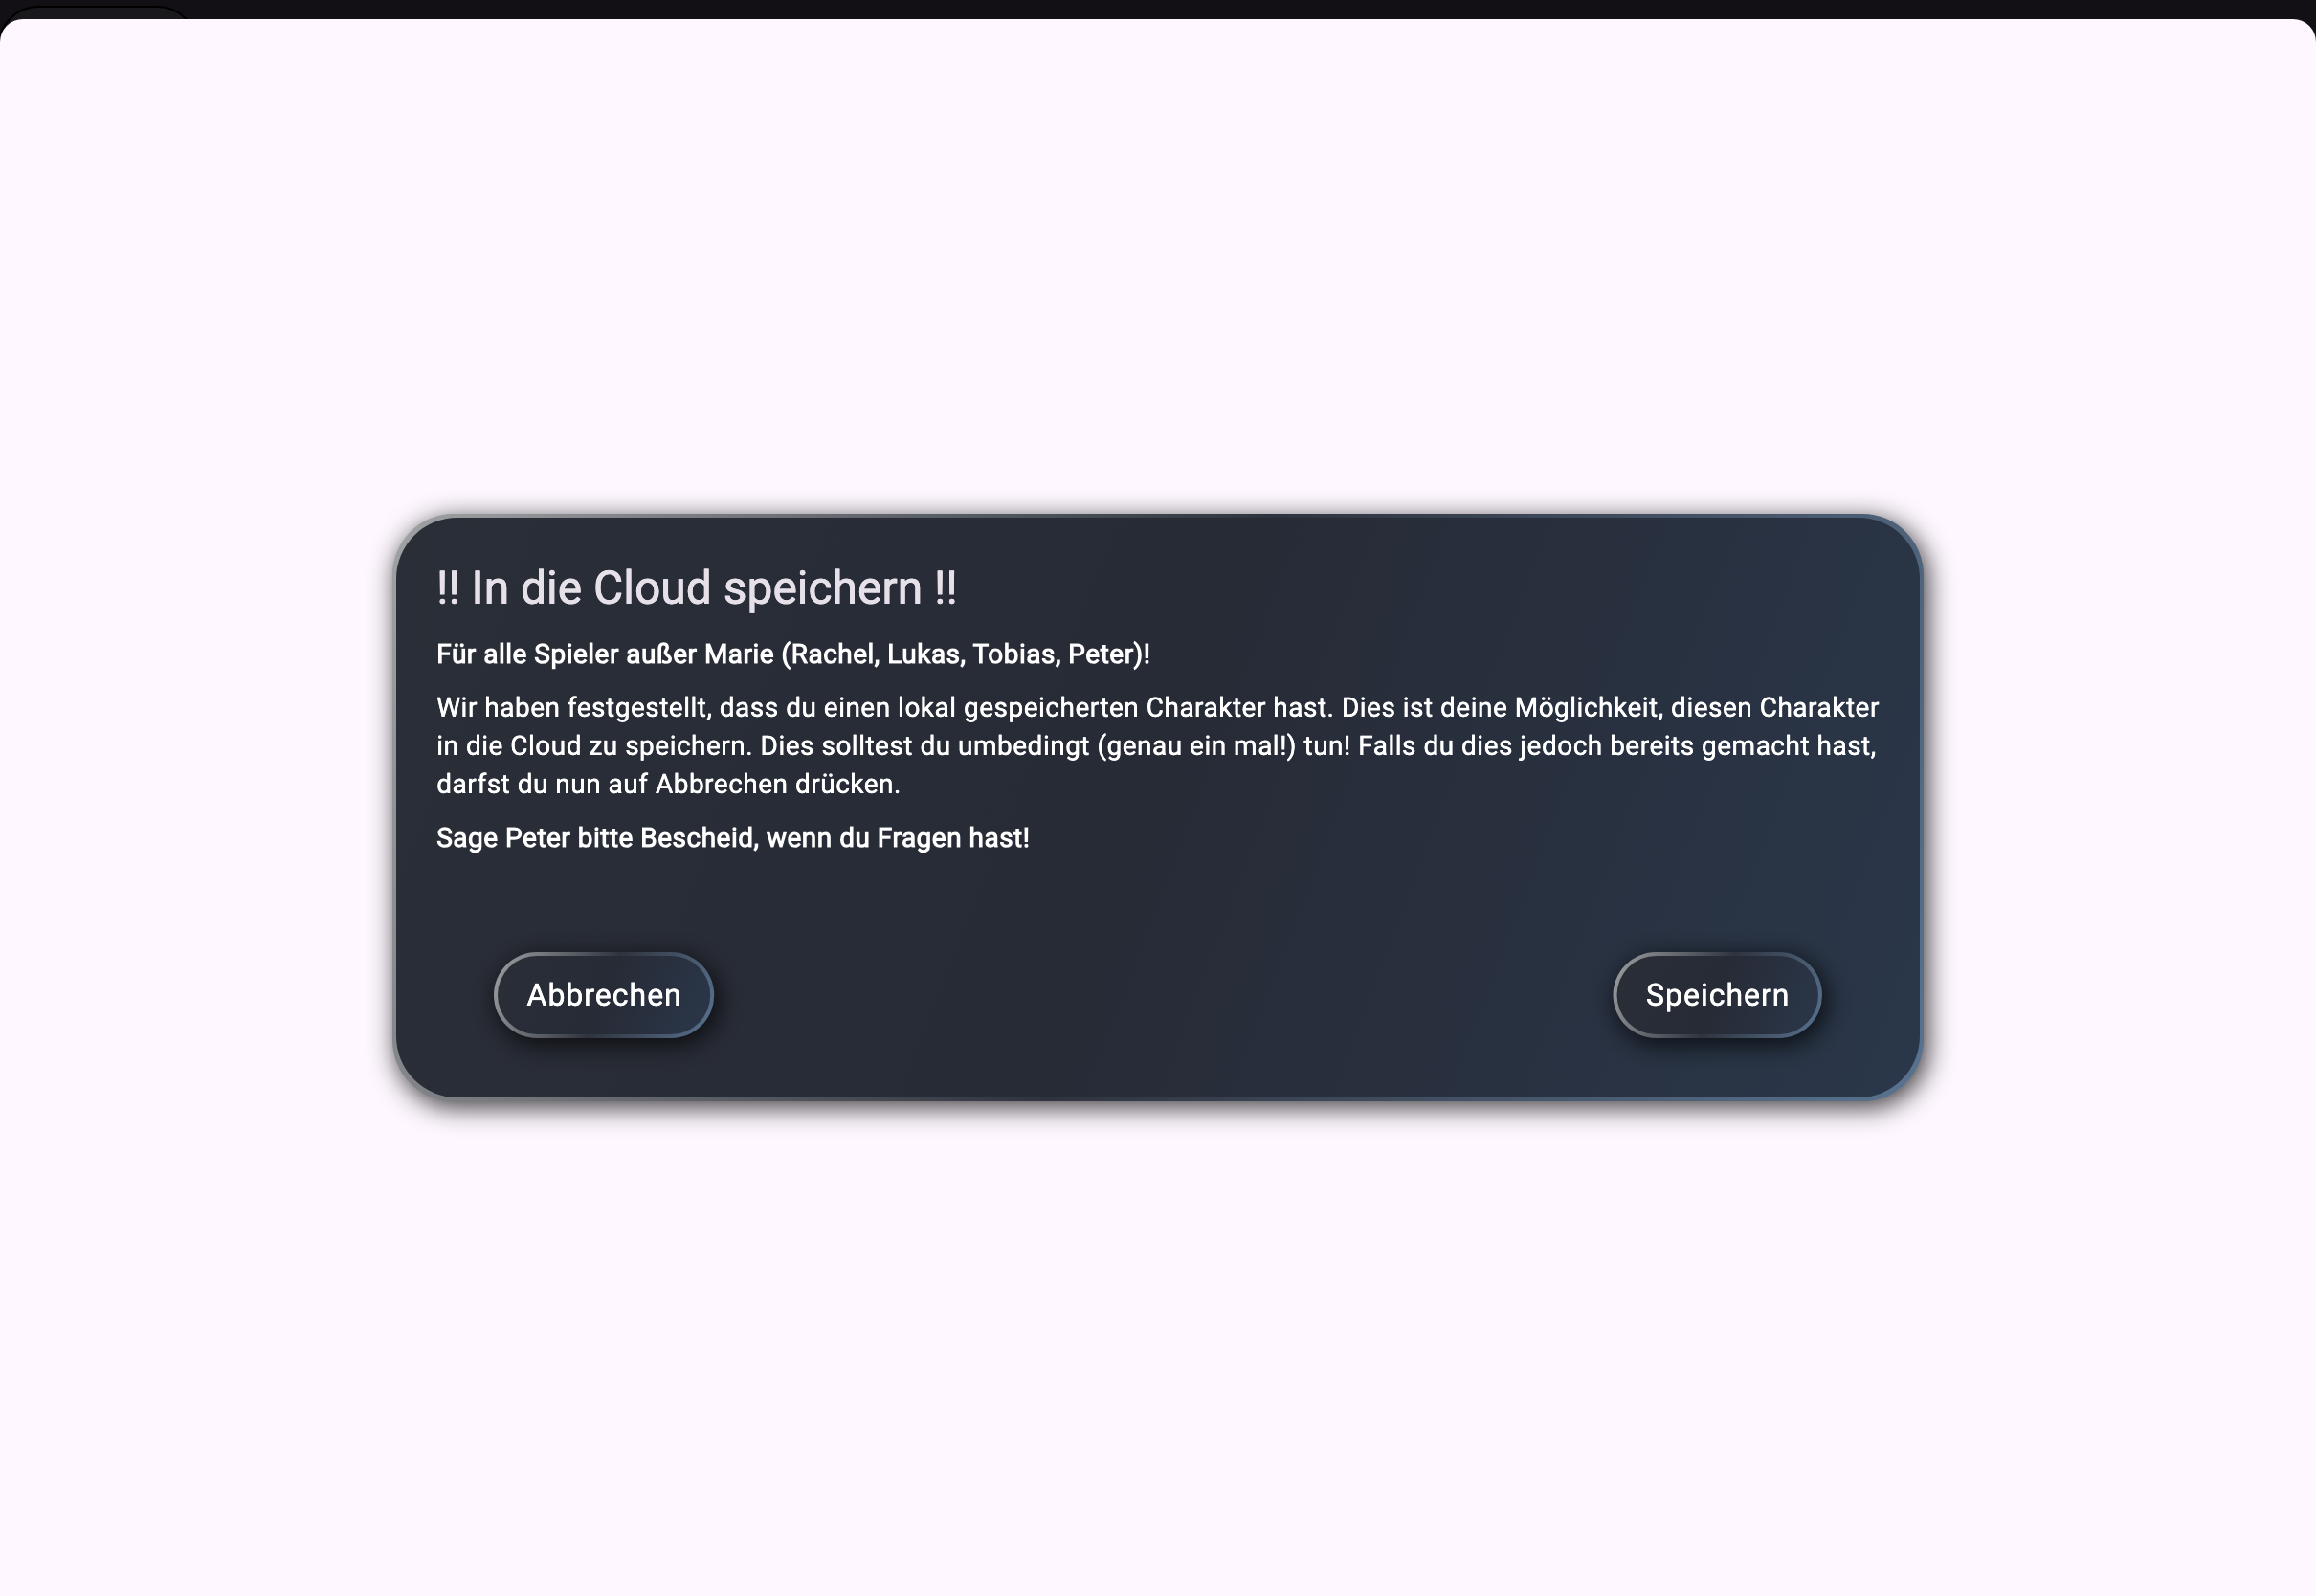 !! In die Cloud speichern !!
Für alle Spieler außer Marie (Rachel, Lukas, Tobias, Peter)!
Wir haben festgestellt, dass du einen lokal gespeicherten Charakter hast. Dies ist deine Möglichkeit, diesen Charakter
in die Cloud zu speichern. Dies solltest du umbedingt (genau ein mal!) tun! Falls du dies jedoch bereits gemacht hast,
darfst du nun auf Abbrechen drücken.
Sage Peter bitte Bescheid, wenn du Fragen hast!
Abbrechen
Speichern